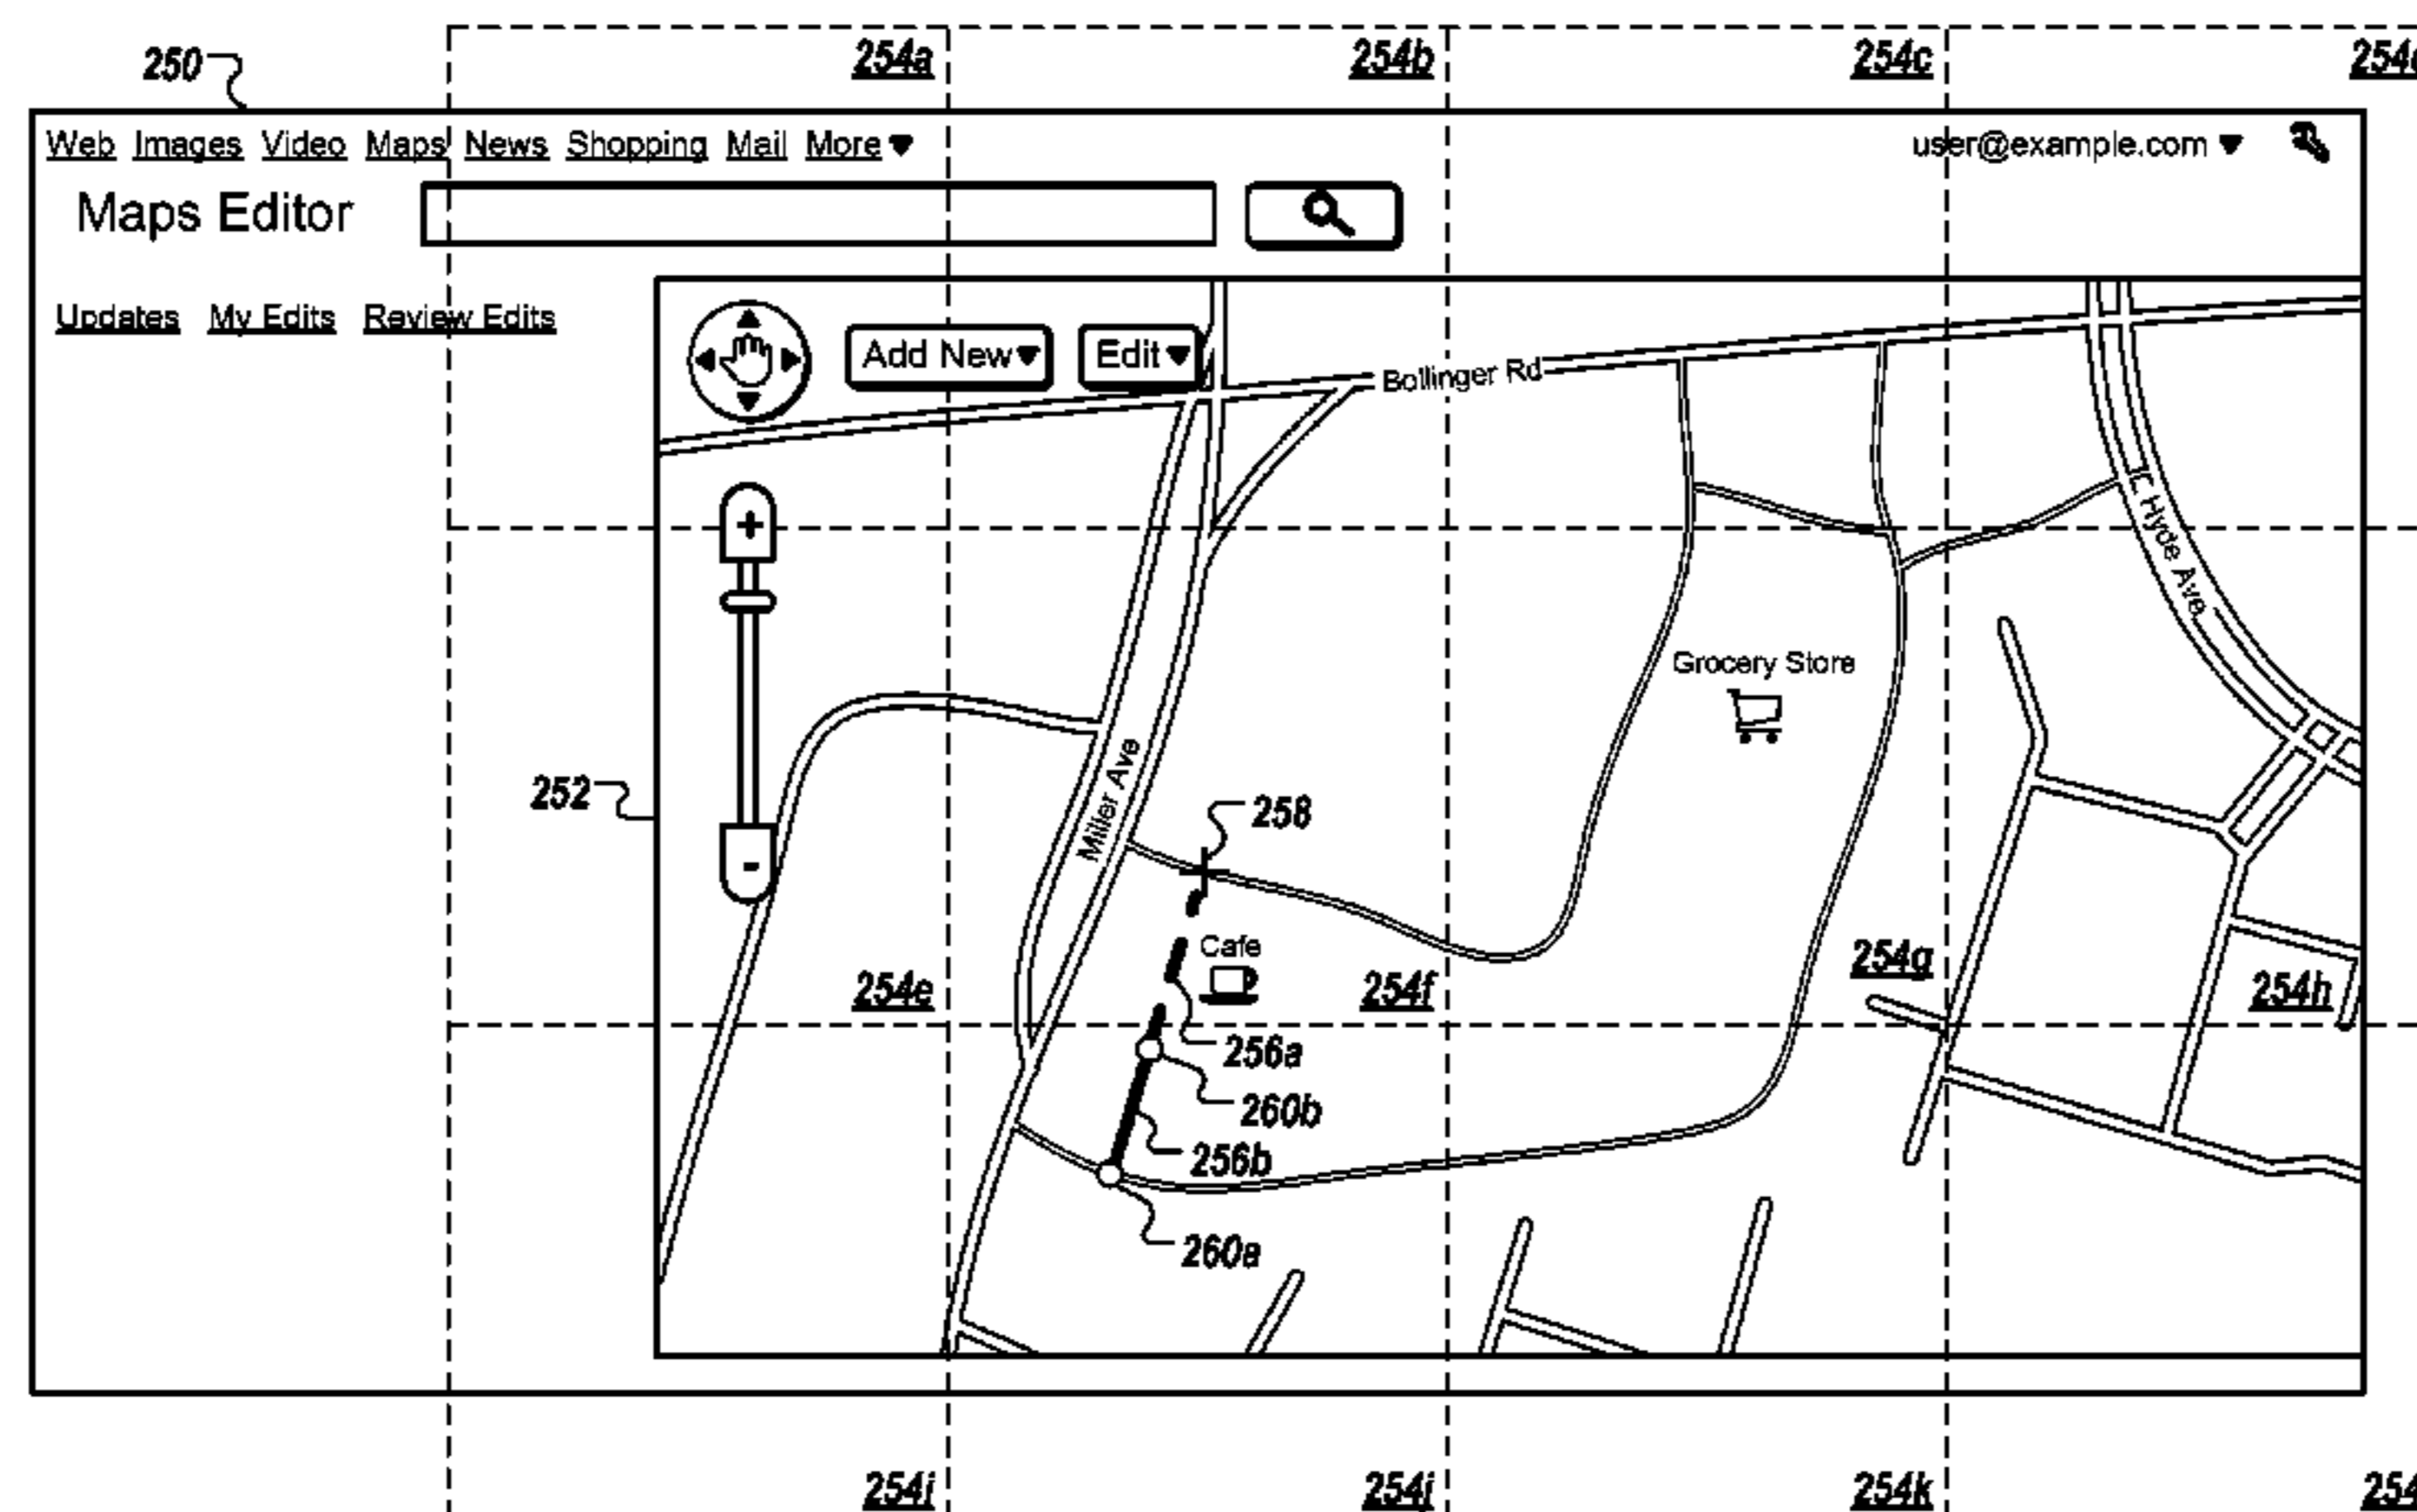 254a 254b 254c
250
Web Images Video Maps News Shopping Mail More
user@example.com
Maps Editor
Updates My Edits Review Edits
Add New
Edit
Bollinger Rd
+
Hyde Ave
Grocery Store
252
Miller Ave
258
-
Cafe
254e 254f 254g 254h
256a
260b
256b
260a
254i 254j 254k